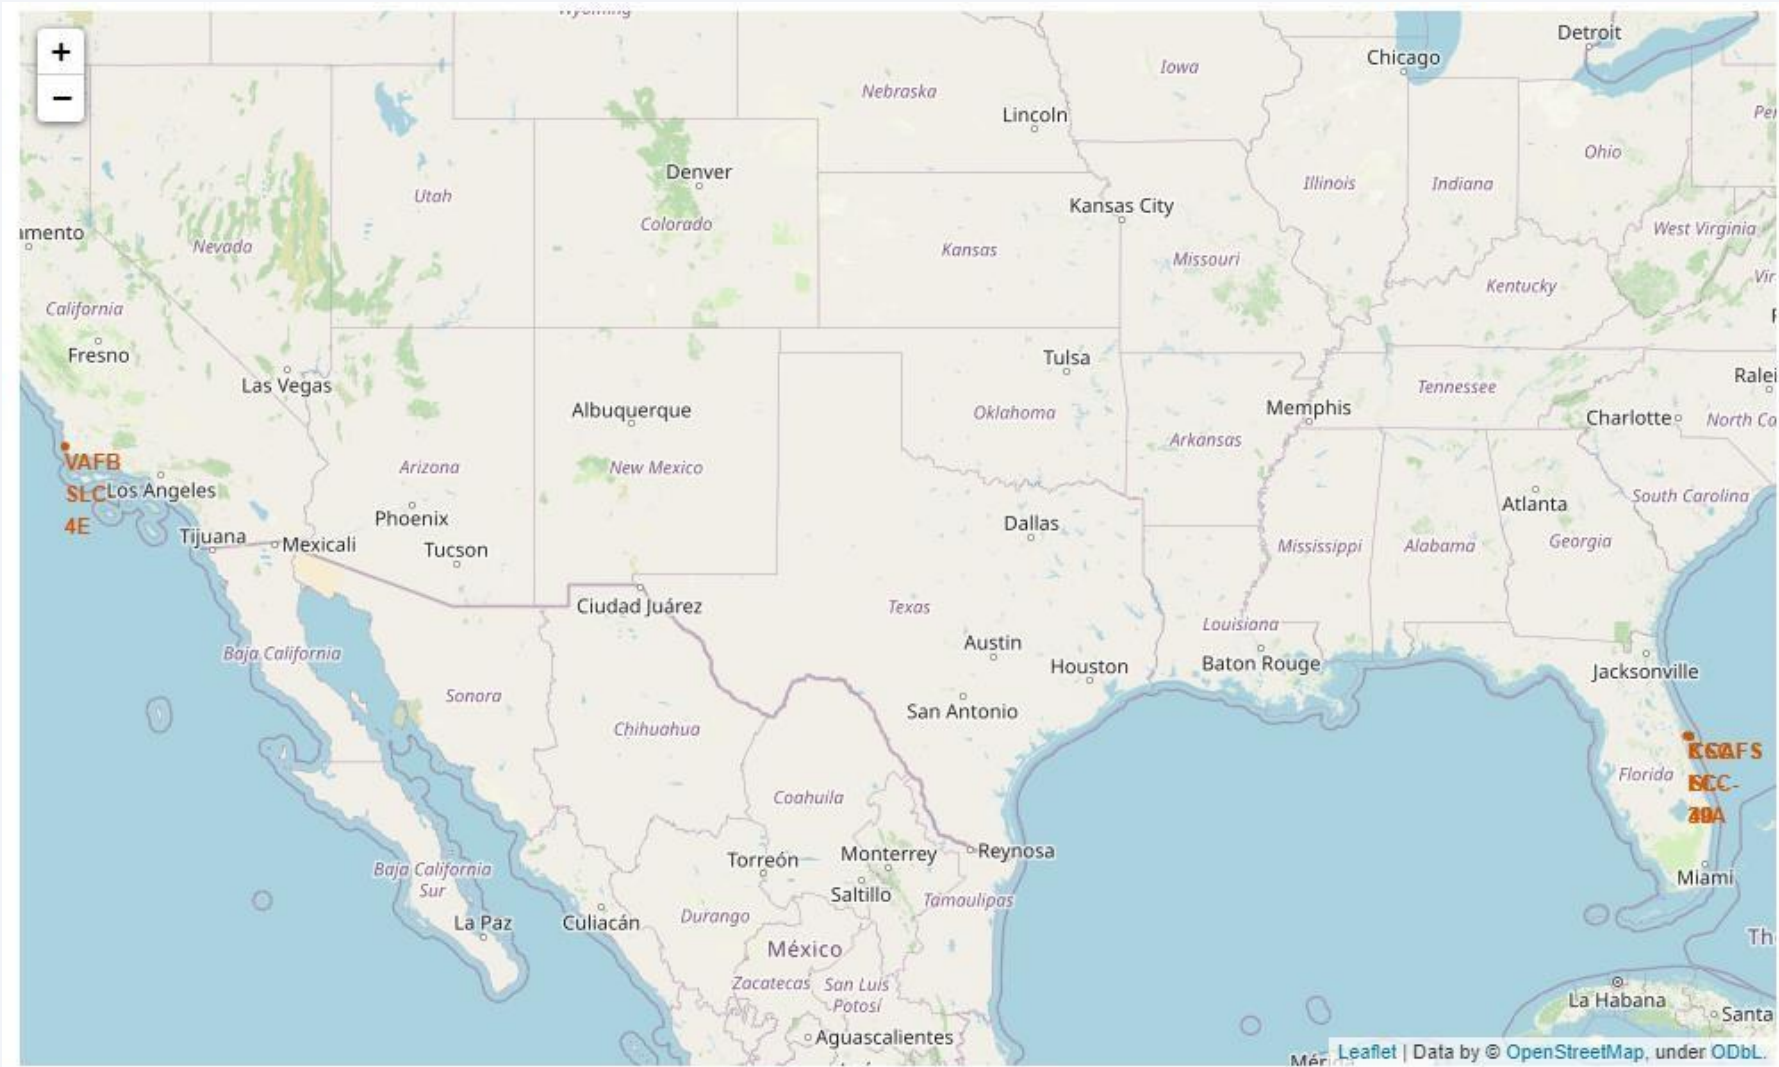 Wyoming
Detroit
+
Chicago
Iowa
−
Nebraska
Lincoln
Ohio
Denver
Illinois
Indiana
Utah
Kansas City
Colorado
West Virginia
amento
Nevada
Kansas
Missouri
Kentucky
California
Fresno
Tulsa
Las Vegas
Tennessee
Albuquerque
Oklahoma
Memphis
Charlotte
North Ca
Ralei
Arkansas
VAFB
SLC
4E
Los Angeles
Arizona
New Mexico
Phoenix
Dallas
Atlanta
South Carolina
Tijuana
Mexicali
Tucson
Mississippi
Alabama
Georgia
Ciudad Juárez
Texas
Louisiana
Austin
Baja California
Houston
Baton Rouge
Jacksonville
Sonora
San Antonio
Chihuahua
Florida
Coahuila
Torreón
Monterrey
Reynosa
Baja California
Sur
Saltillo
Tamaulipas
Miami
La Paz
Culiacán
Durango
México
Th
Zacatecas
San Luis
Potosí
La Habana
Santa
Aguascalientes
Leaflet | Data by © OpenStreetMap, under ODbL.